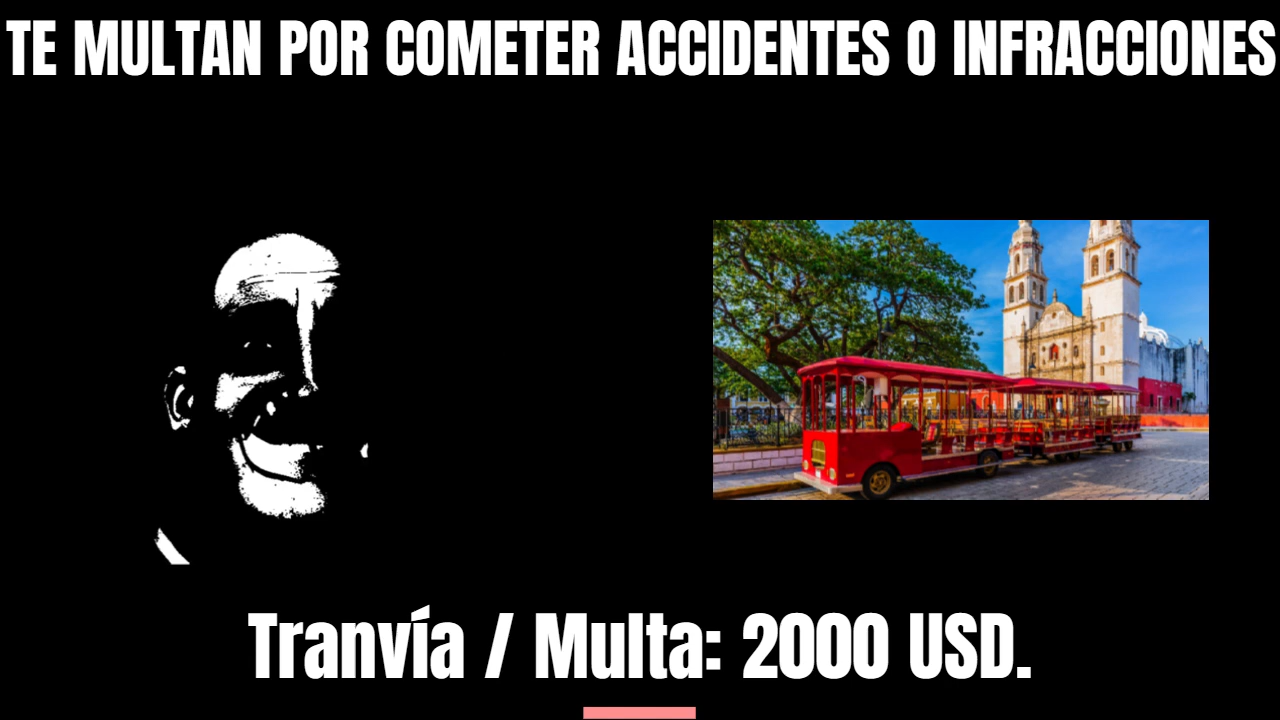 TE MULTAN POR COMETER ACCIDENTES O INFRACCIONES
Tranvía / Multa: 2000 USD.